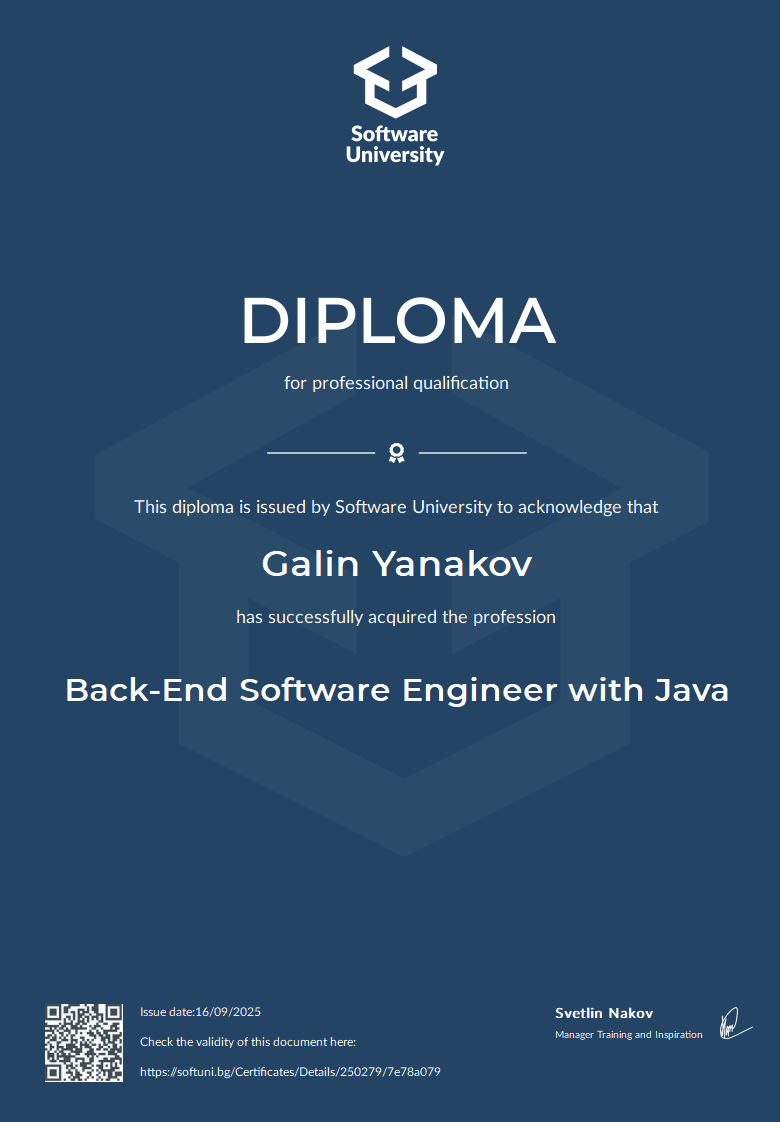 Software
University
DIPLOMA
for professional qualification
This diploma is issued by Software University to acknowledge that
Galin Yanakov
has successfully acquired the profession
Back-End Software Engineer with Java
Issue date:16/09/2025
Check the validity of this document here:
https://softuni.bg/Certificates/Details/250279/7e78a079
Svetlin Nakov
Manager Training and Inspiration